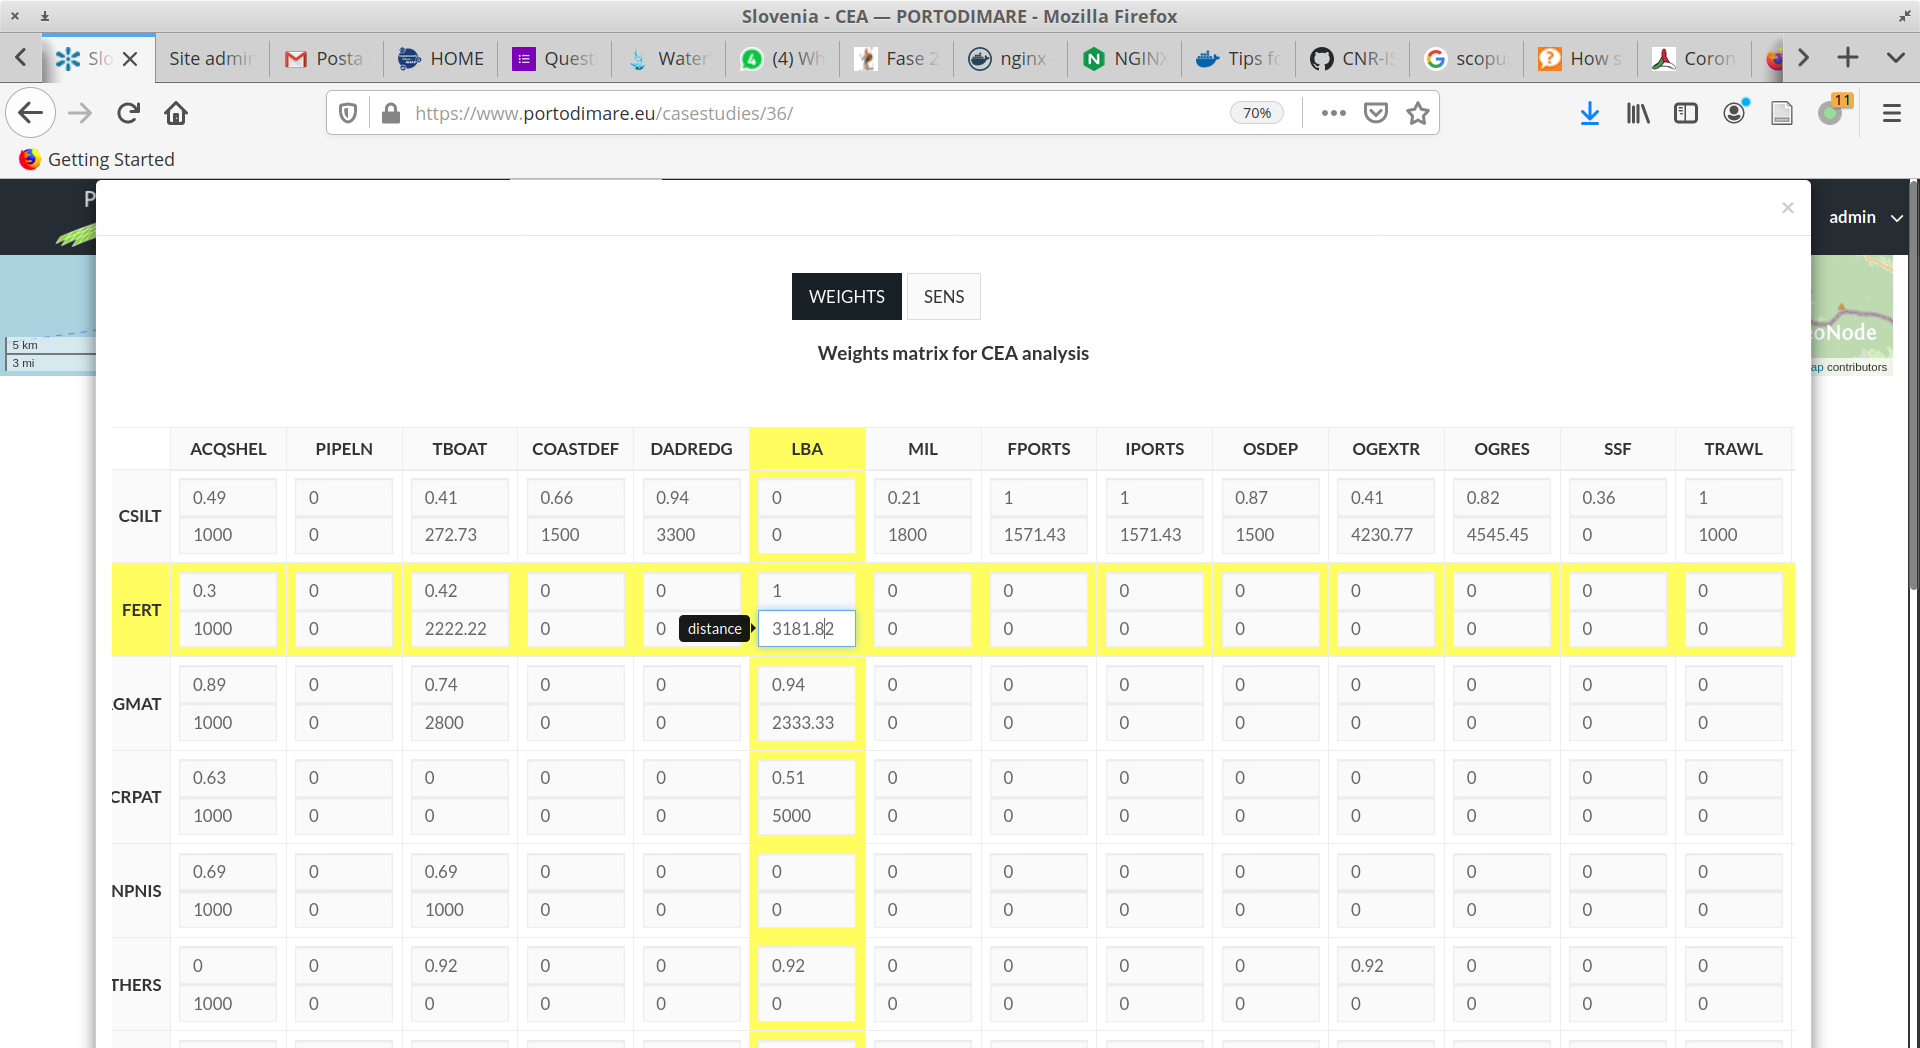 Slovenia - CEA — PORTODIMARE - Mozilla Firefox
Slo Site admin Posta HOME Quest Water (4) Wh Fase 2 nginx NGINX Tips fo CNR-IS scopu How s Coron
https://www.portodimare.eu/casestudies/36/ 70% 11
Getting Started
P
×
admin
WEIGHTS SENS
5 km
3 mi
oNode
Weights matrix for CEA analysis
ap contributors
ACQSHEL PIPELN TBOAT COASTDEF DADREDG LBA MIL FPORTS IPORTS OSDEP OGEXTR OGRES SSF TRAWL
0.49 0 0.41 0.66 0.94 0 0.21 1 1 0.87 0.41 0.82 0.36 1
CSILT
1000 0 272.73 1500 3300 0 1800 1571.43 1571.43 1500 4230.77 4545.45 0 1000
0.3 0 0.42 0 0 1 0 0 0 0 0 0 0 0
FERT
1000 0 2222.22 0 0 distance 3181.82 0 0 0 0 0 0 0 0
0.89 0 0.74 0 0 0.94 0 0 0 0 0 0 0 0
GMAT
1000 0 2800 0 0 2333.33 0 0 0 0 0 0 0 0
0.63 0 0 0 0 0.51 0 0 0 0 0 0 0 0
CRPAT
1000 0 0 0 0 5000 0 0 0 0 0 0 0 0
0.69 0 0.69 0 0 0 0 0 0 0 0 0 0 0
NPNIS
1000 0 1000 0 0 0 0 0 0 0 0 0 0 0
0 0 0.92 0 0 0.92 0 0 0 0 0.92 0 0 0
THERS
1000 0 0 0 0 0 0 0 0 0 0 0 0 0